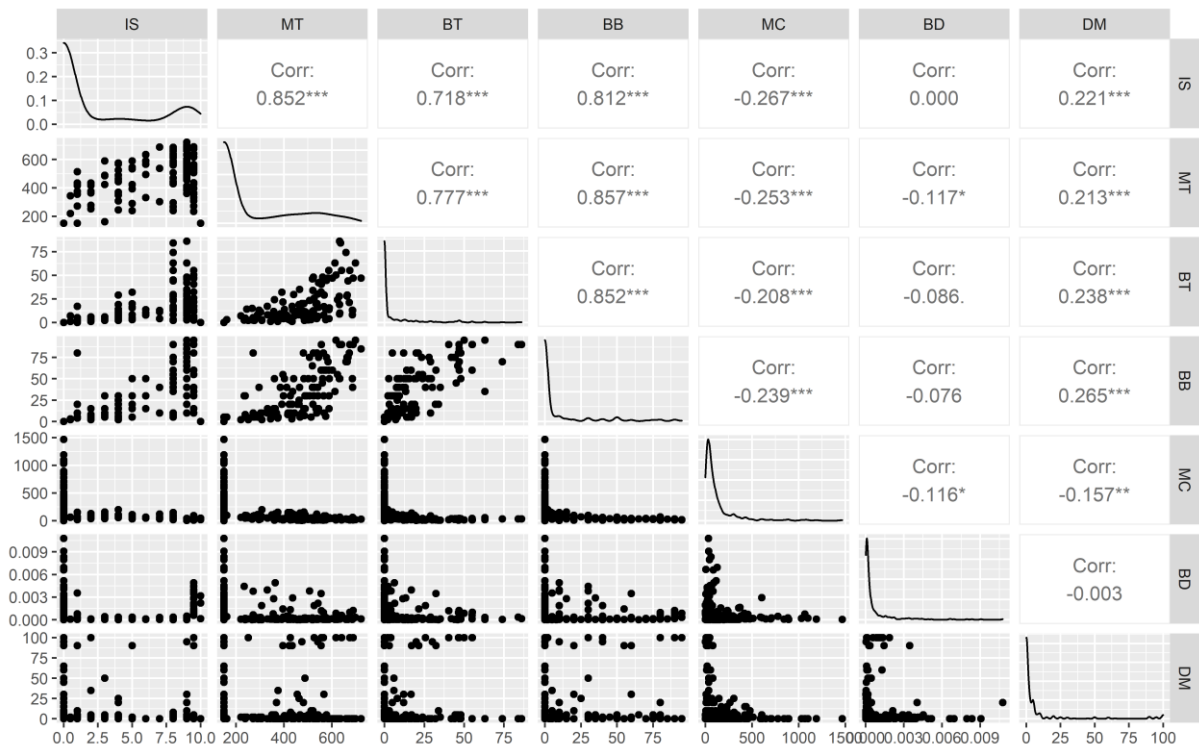 IS MT BT BB MC BD DM
0.3
0.2
0.1
0.0
Corr:
0.852***
Corr:
0.718***
Corr:
0.812***
Corr:
-0.267***
Corr:
0.000
Corr:
0.221***
IS
600
400
200
Corr:
0.777***
Corr:
0.857***
Corr:
-0.253***
Corr:
-0.117*
Corr:
0.213***
MT
75
50
25
0
Corr:
0.852***
Corr:
-0.208***
Corr:
-0.086.
Corr:
0.238***
BT
75
50
25
0
Corr:
-0.239***
Corr:
-0.076
Corr:
0.265***
BB
1500
1000
500
0
Corr:
-0.116*
Corr:
-0.157**
MC
0.009
0.006
0.003
0.000
Corr:
-0.003
BD
100
75
50
25
0
DM
0.0 2.5 5.0 7.5 10.0 200 400 600 0 25 50 75 0 25 50 75 0 500 1000 0 25 50 75 100